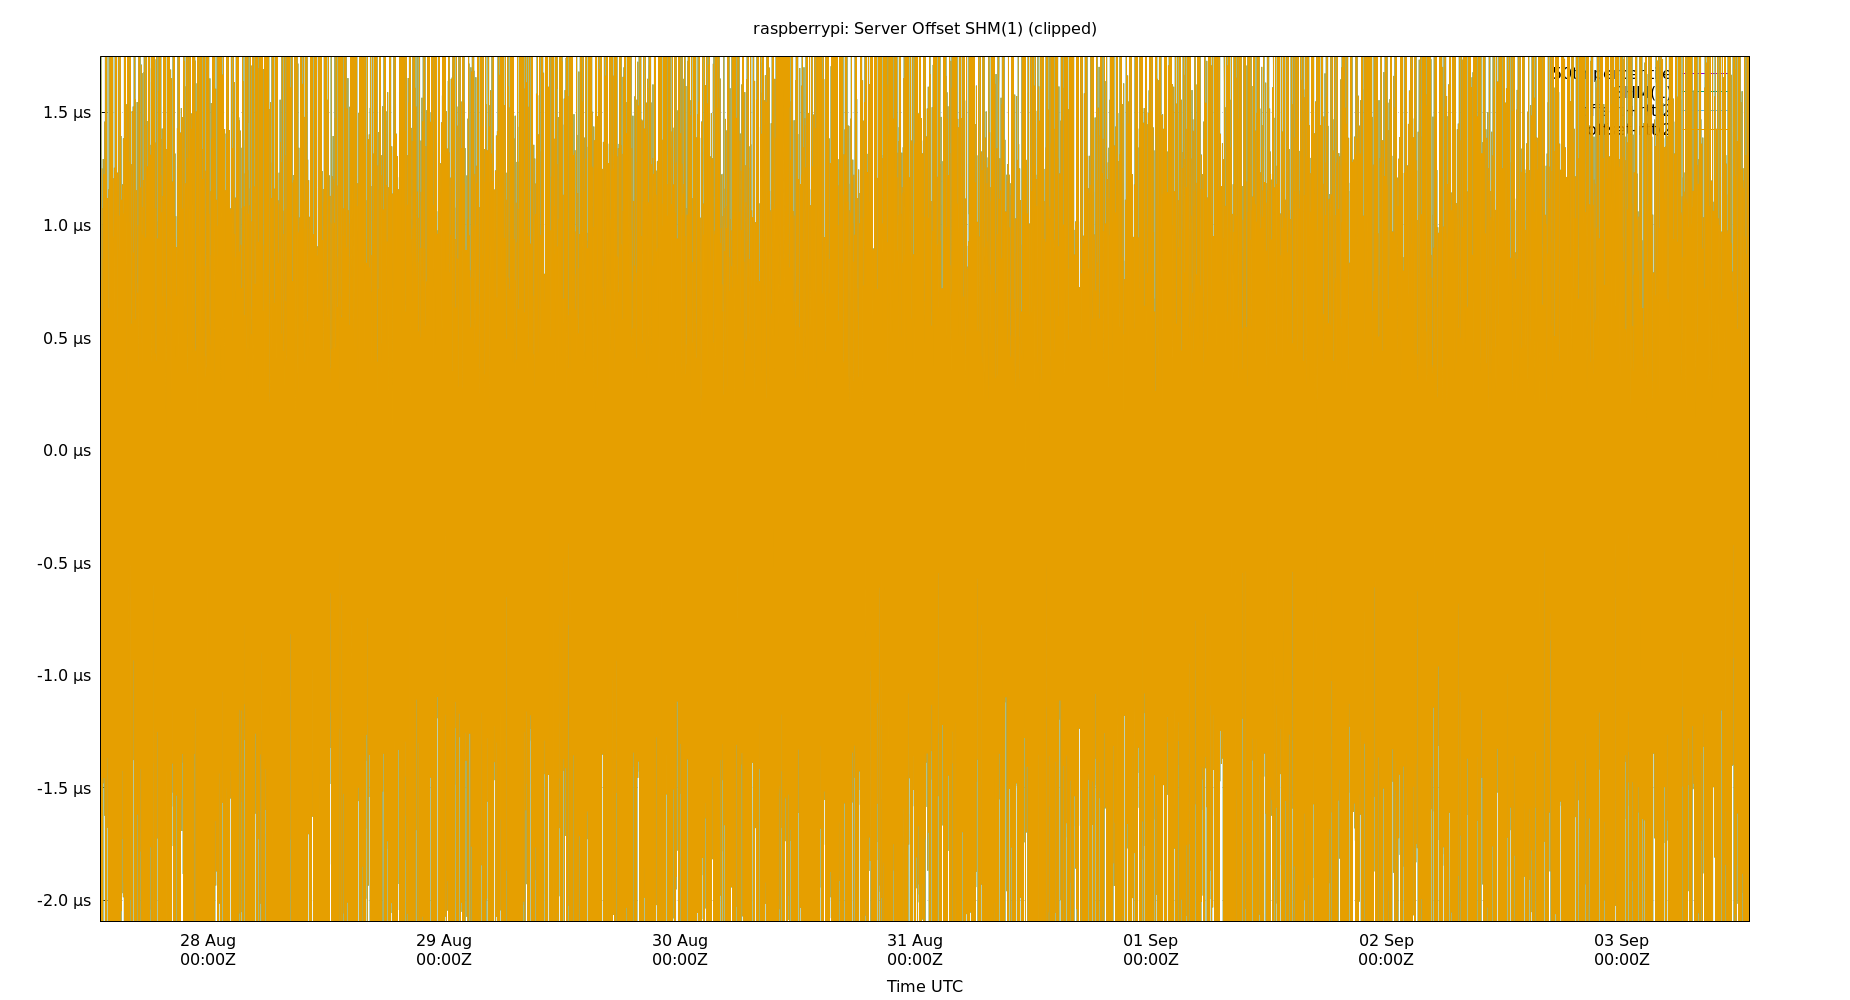 raspberrypi: Server Offset SHM(1) (clipped)
1.5 µs
1.0 µs
0.5 µs
0.0 µs
-0.5 µs
-1.0 µs
-1.5 µs
-2.0 µs
28 Aug 29 Aug 30 Aug 31 Aug 01 Sep 02 Sep 03 Sep
00:00Z 00:00Z 00:00Z 00:00Z 00:00Z 00:00Z 00:00Z
Time UTC